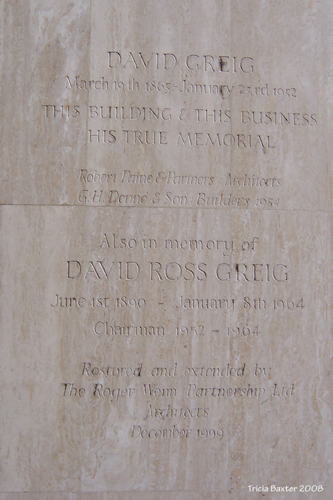 DAVID GREIG
March 19th 1865-January 23rd 1952
THIS BUILDING & THIS BUSINESS
HIS TRUE MEMORIAL
Robert Paine & Partners Architects
G. H. Denne & Son Builders 1954
Also in memory of
DAVID ROSS GREIG
June 1st 1890 - January 8th 1964
Chairman 1952 - 1964
Restored and extended by
The Roger Wenn Partnership Ltd
Architects
December 1999
Tricia Baxter 2008